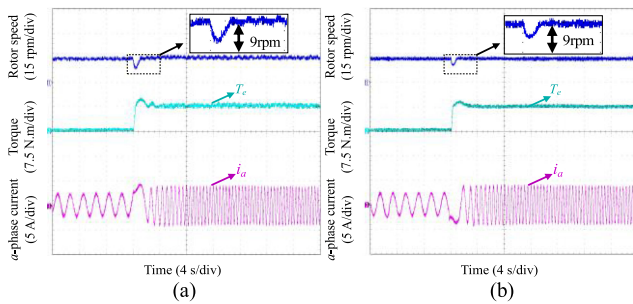 Rotor speed
(15 rpm/div)
9rpm
Torque
(7.5 N.m/div)
Te
a-phase current
(5 A/div)
ia
Time (4 s/div)
(a)
Rotor speed
(15 rpm/div)
9rpm
Torque
(7.5 N.m/div)
Te
a-phase current
(5 A/div)
ia
Time (4 s/div)
(b)